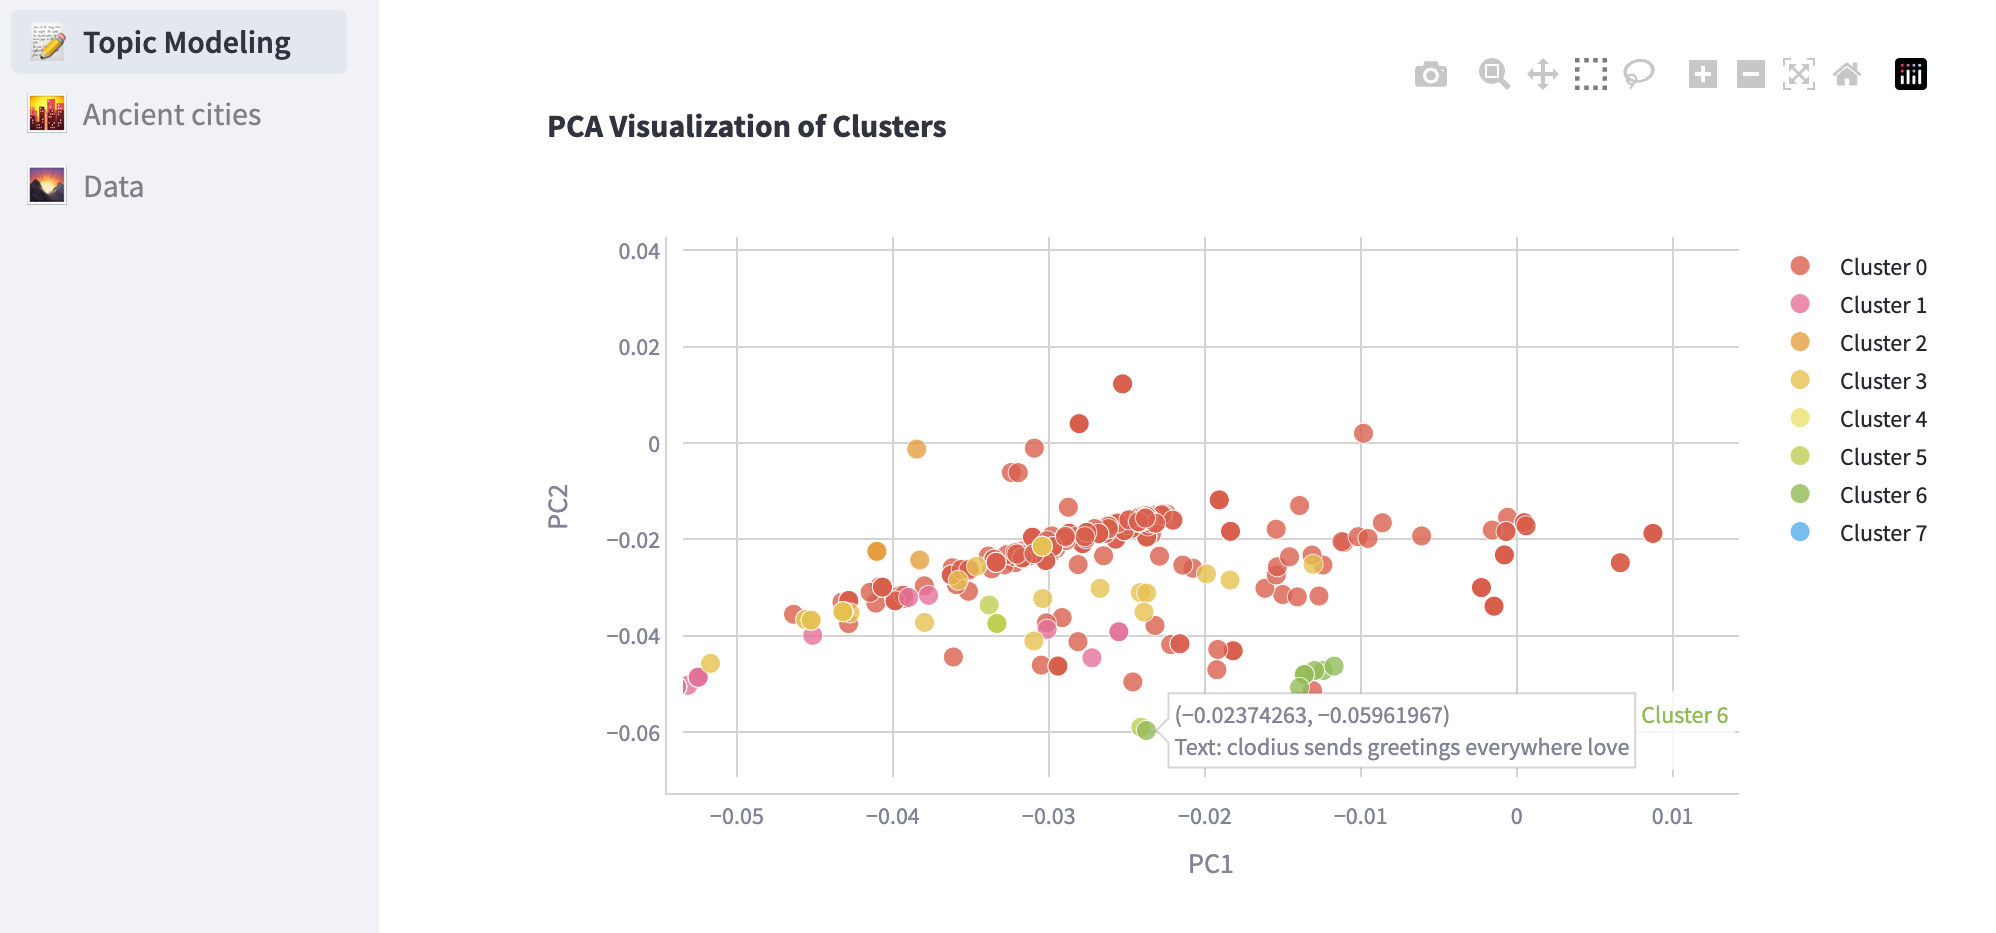 Topic Modeling
Ancient cities
Data
PCA Visualization of Clusters
0.04
0.02
0
−0.02
−0.04
−0.06
PC2
−0.05
−0.04
−0.03
−0.02
−0.01
0
0.01
PC1
(−0.02374263, −0.05961967)
Text: clodius sends greetings everywhere love
Cluster 6
Cluster 0
Cluster 1
Cluster 2
Cluster 3
Cluster 4
Cluster 5
Cluster 6
Cluster 7